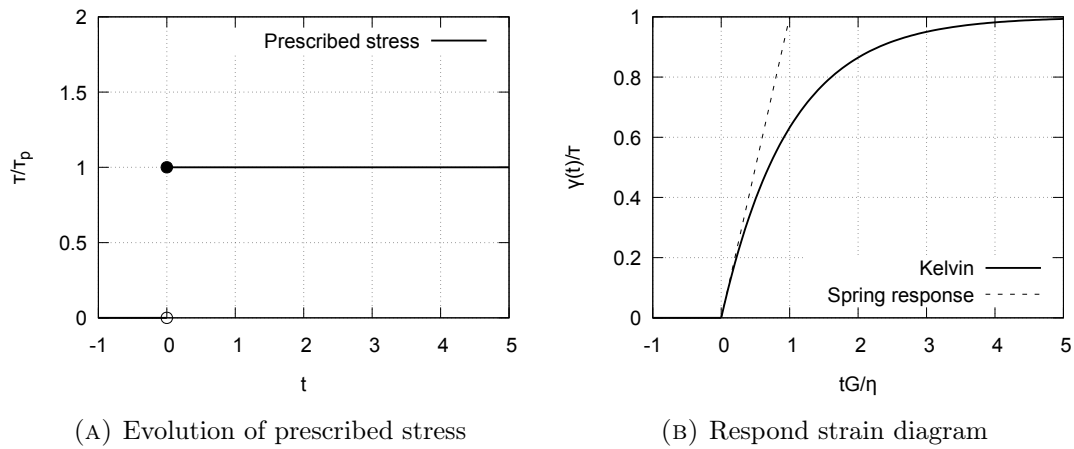 2
1.5
1
0.5
0
-1 0 1 2 3 4 5
τ/τp
t
Prescribed stress
(A) Evolution of prescribed stress
1
0.8
0.6
0.4
0.2
0
-1 0 1 2 3 4 5
γ(t)/τ
tG/η
Kelvin
Spring response
(B) Respond strain diagram